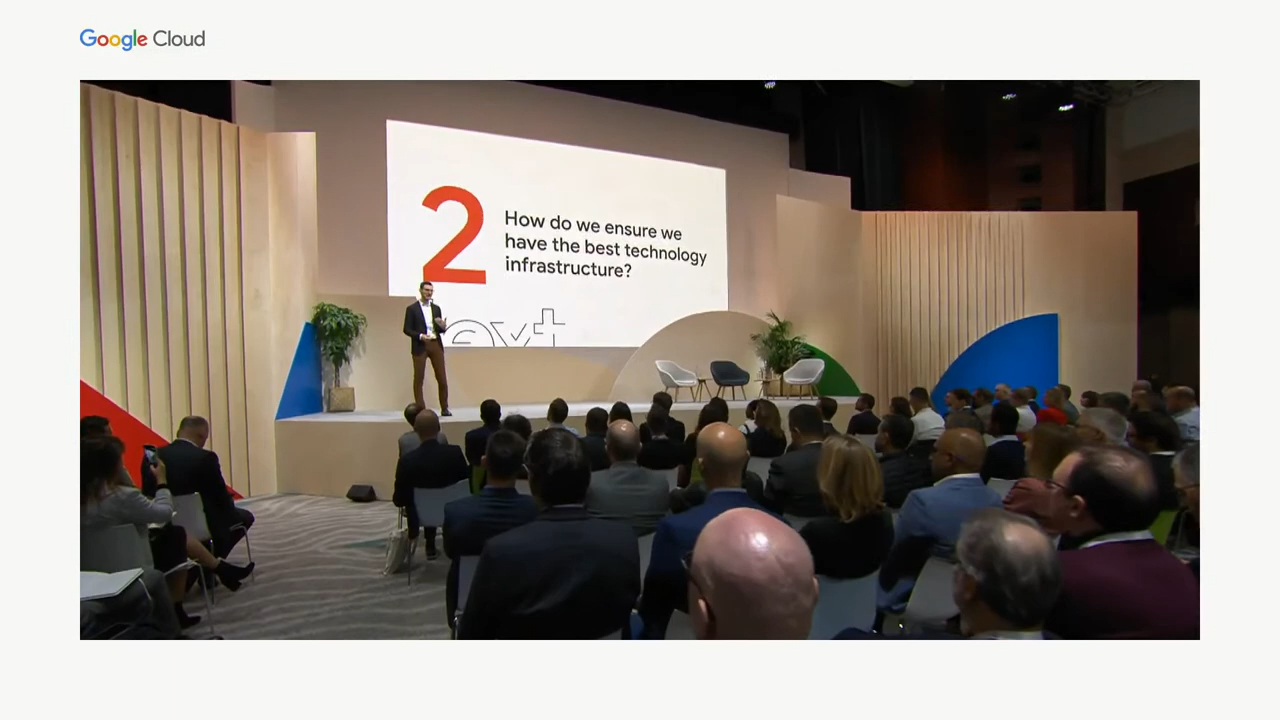 Google Cloud
2
How do we ensure we
have the best technology
infrastructure?